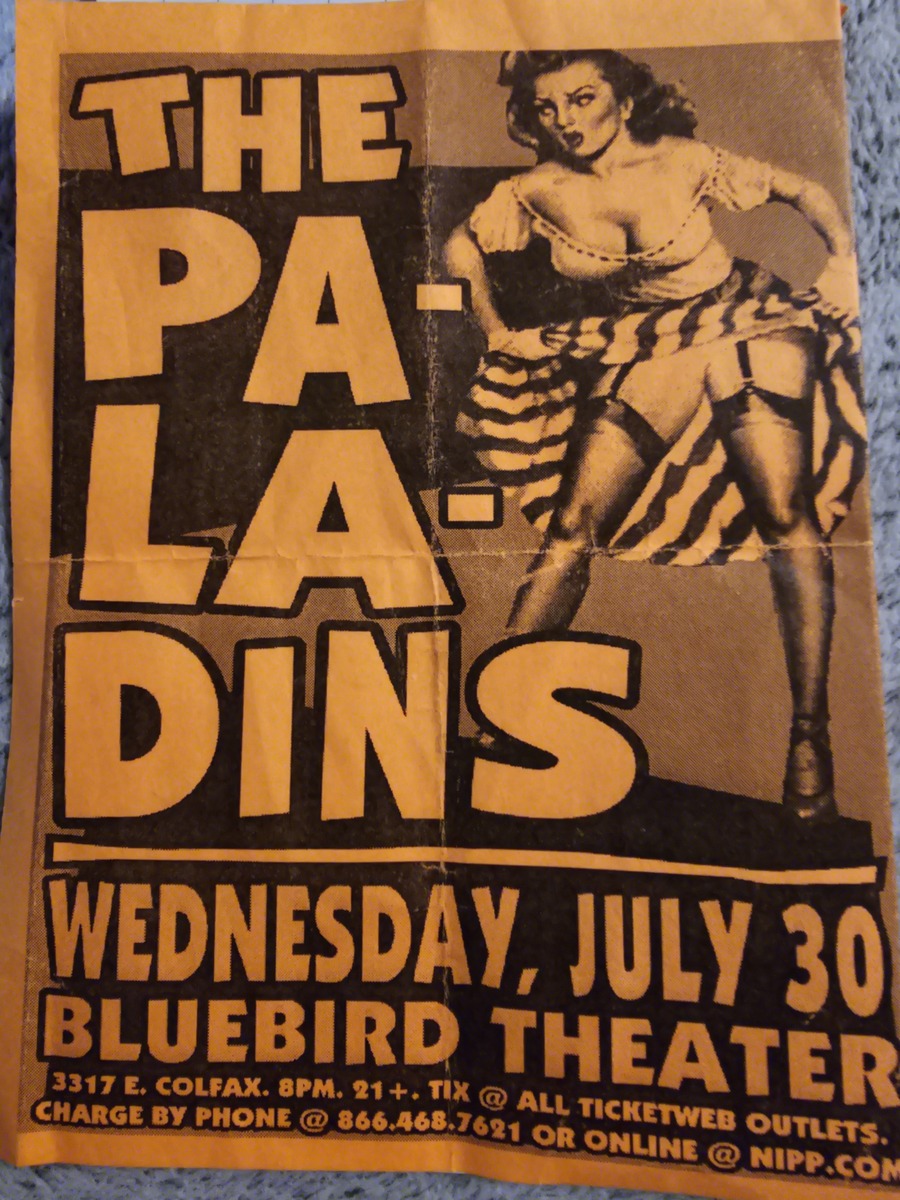 THE
PA-
LA-
DINS
WEDNESDAY, JULY 30
BLUEBIRD THEATER
3317 E. COLFAX. 8PM. 21+. TIX @ ALL TICKETWEB OUTLETS.
CHARGE BY PHONE @ 866.468.7621 OR ONLINE @ NIPP.COM